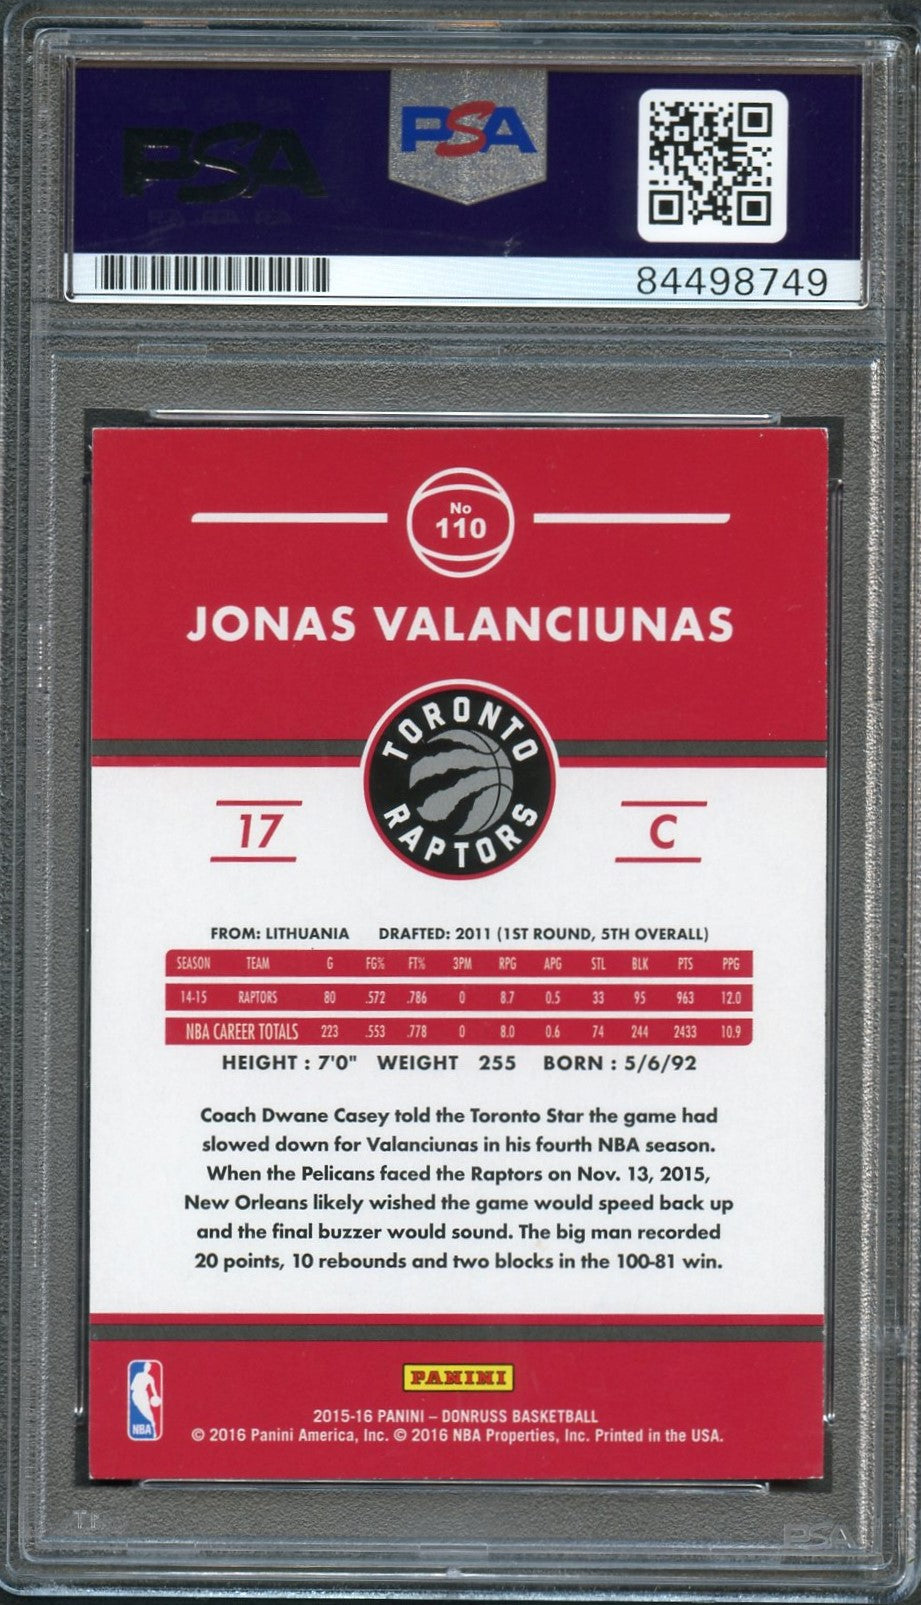 PSA
PSA
84498749
No
110
JONAS VALANCIUNAS
TORONTO
RAPTORS
17
C
FROM: LITHUANIA DRAFTED: 2011 (1ST ROUND, 5TH OVERALL)
SEASON TEAM G FG% FT% 3PM RPG APG STL BLK PTS PPG
14-15 RAPTORS 80 .572 .786 0 8.7 0.5 33 95 963 12.0
NBA CAREER TOTALS 223 .553 .778 0 8.0 0.6 74 244 2433 10.9
HEIGHT : 7'0" WEIGHT 255 BORN : 5/6/92
Coach Dwane Casey told the Toronto Star the game had
slowed down for Valanciunas in his fourth NBA season.
When the Pelicans faced the Raptors on Nov. 13, 2015,
New Orleans likely wished the game would speed back up
and the final buzzer would sound. The big man recorded
20 points, 10 rebounds and two blocks in the 100-81 win.
NBA
PANINI
2015-16 PANINI – DONRUSS BASKETBALL
© 2016 Panini America, Inc. © 2016 NBA Properties, Inc. Printed in the USA.
PSA